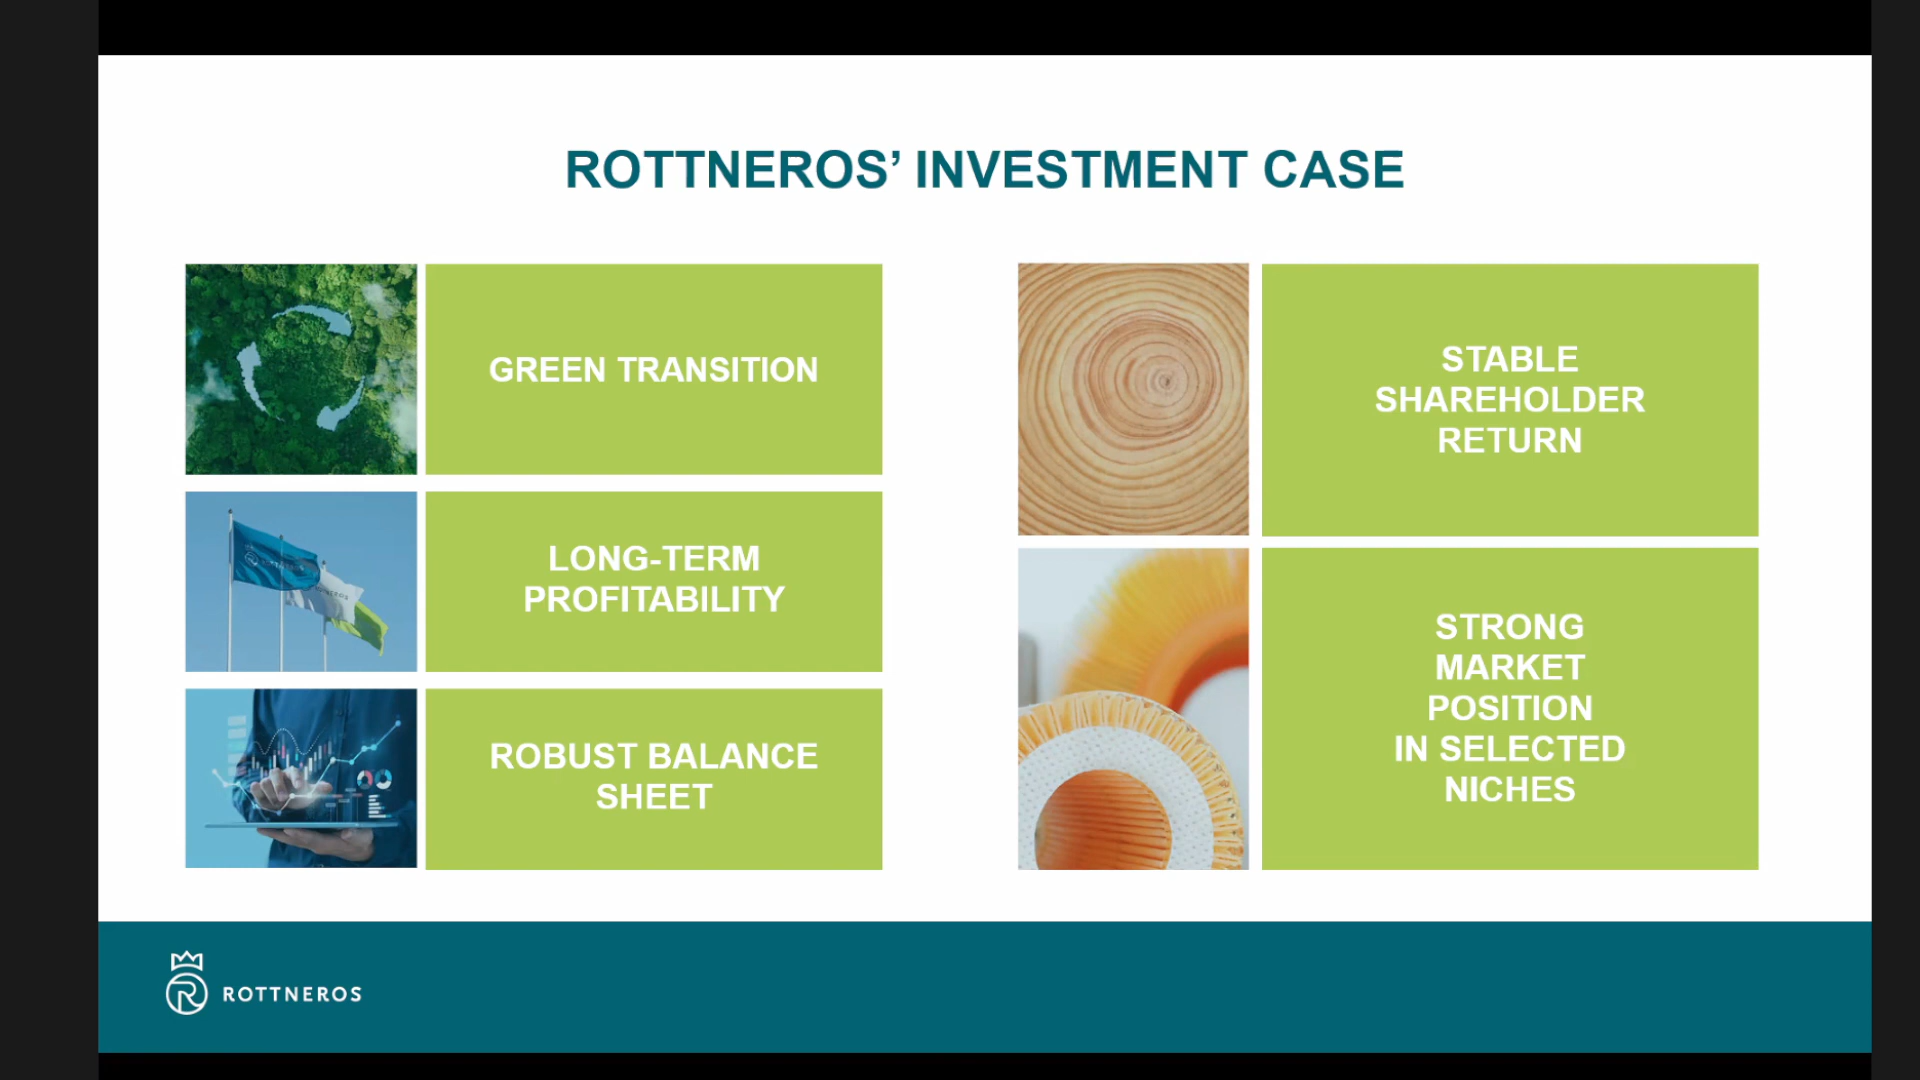 ROTTNEROS’ INVESTMENT CASE
GREEN TRANSITION
LONG-TERM
PROFITABILITY
ROBUST BALANCE
SHEET
STABLE
SHAREHOLDER
RETURN
STRONG
MARKET
POSITION
IN SELECTED
NICHES
ROTTNEROS